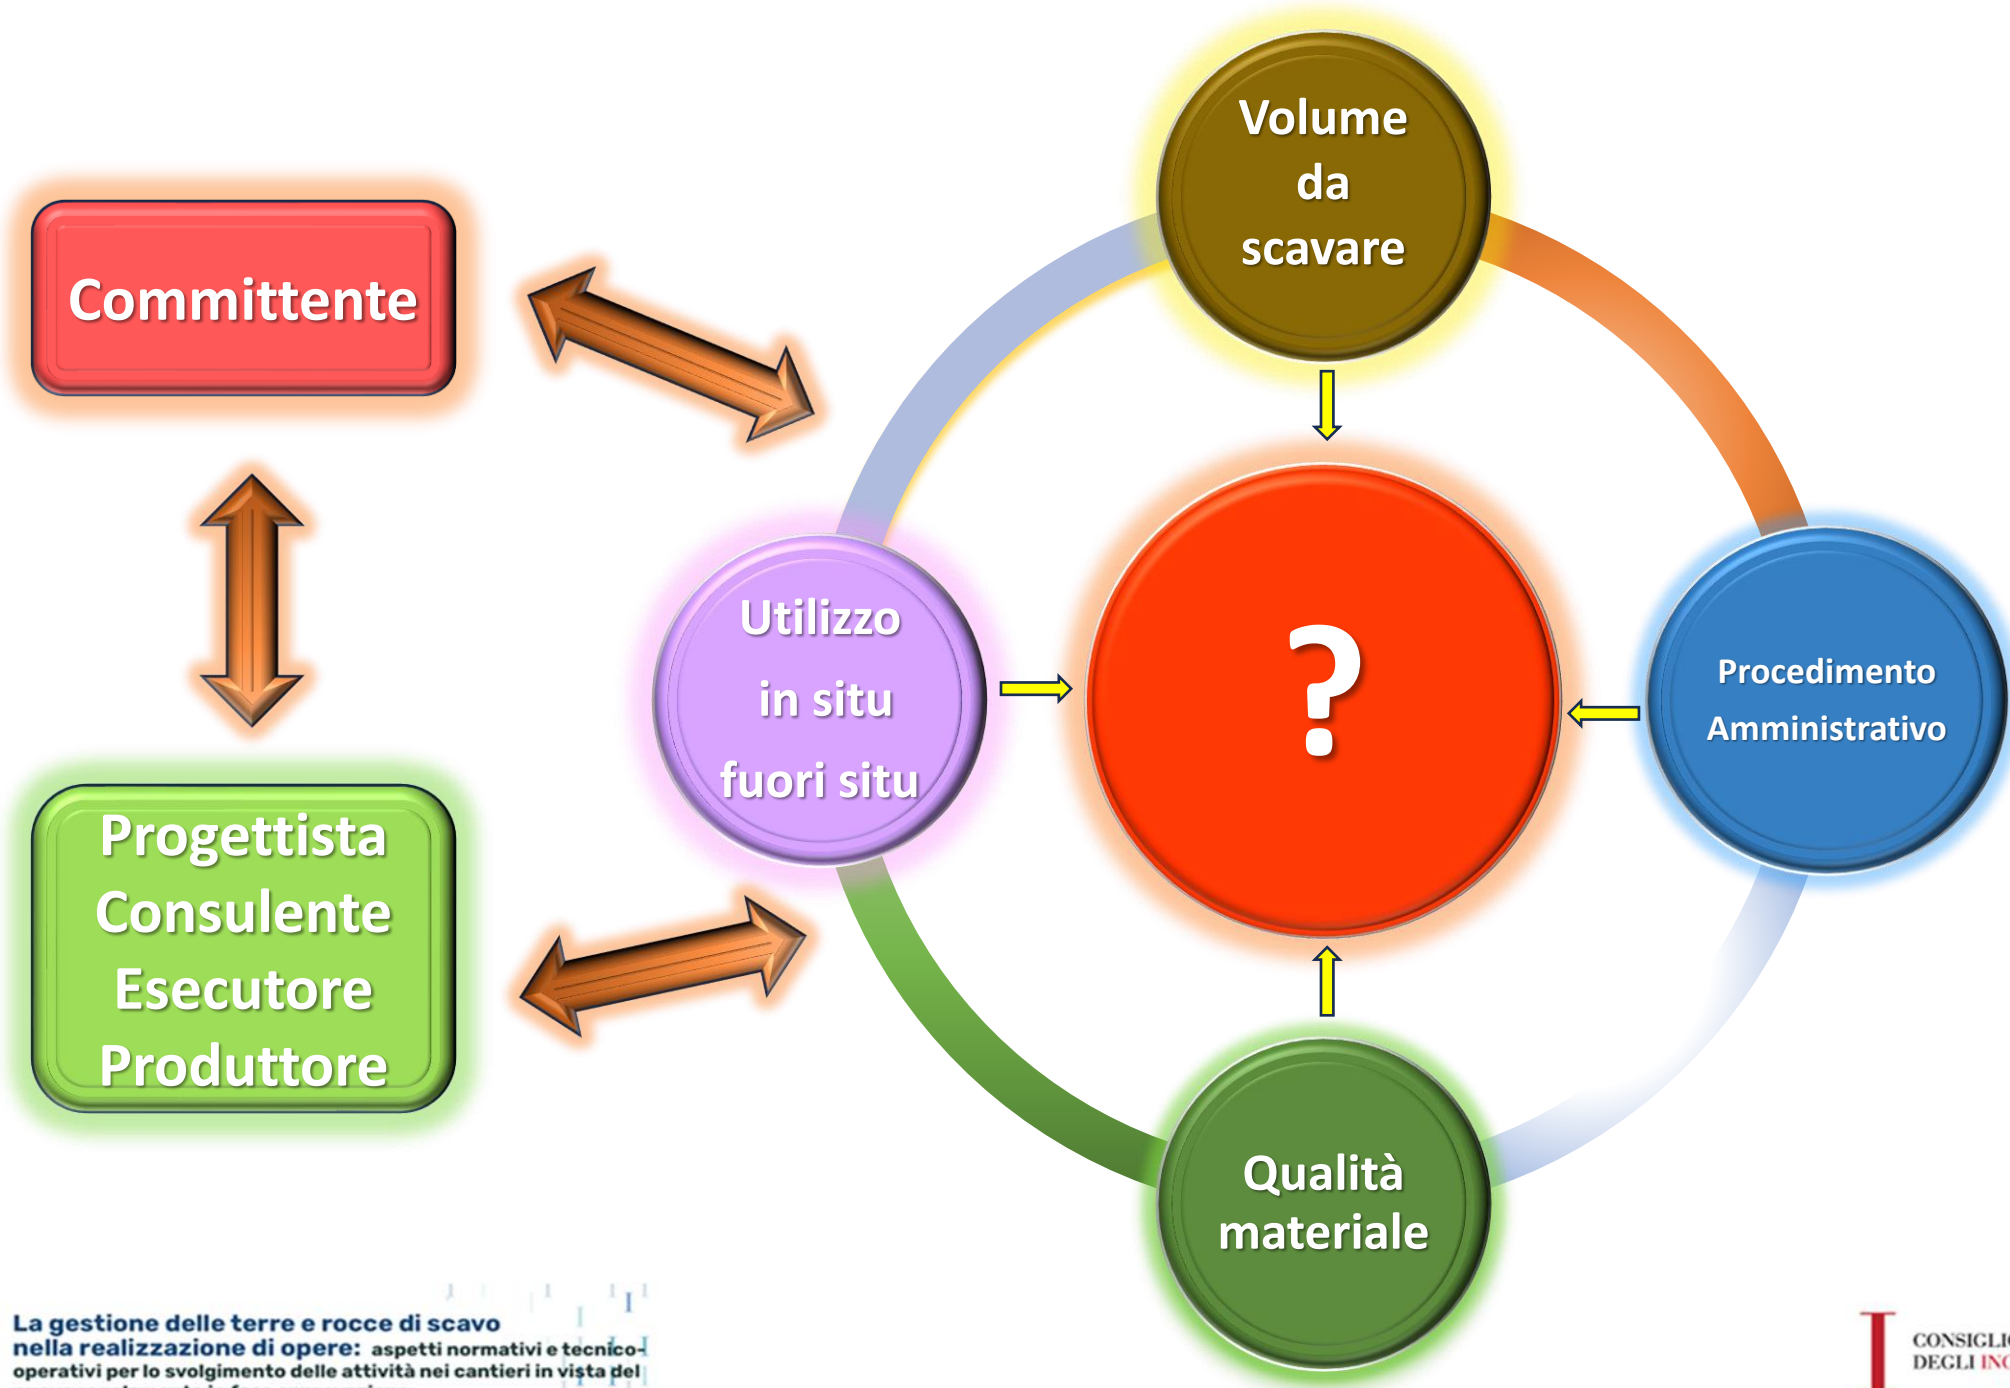 Volume
da
scavare
Committente
Utilizzo
in situ
fuori situ
?
Procedimento
Amministrativo
Progettista
Consulente
Esecutore
Produttore
Qualità
materiale
La gestione delle terre e rocce di scavo
nella realizzazione di opere: aspetti normativi e tecnico-
operativi per lo svolgimento delle attività nei cantieri in vista del
CONSIGLIO
DEGLI